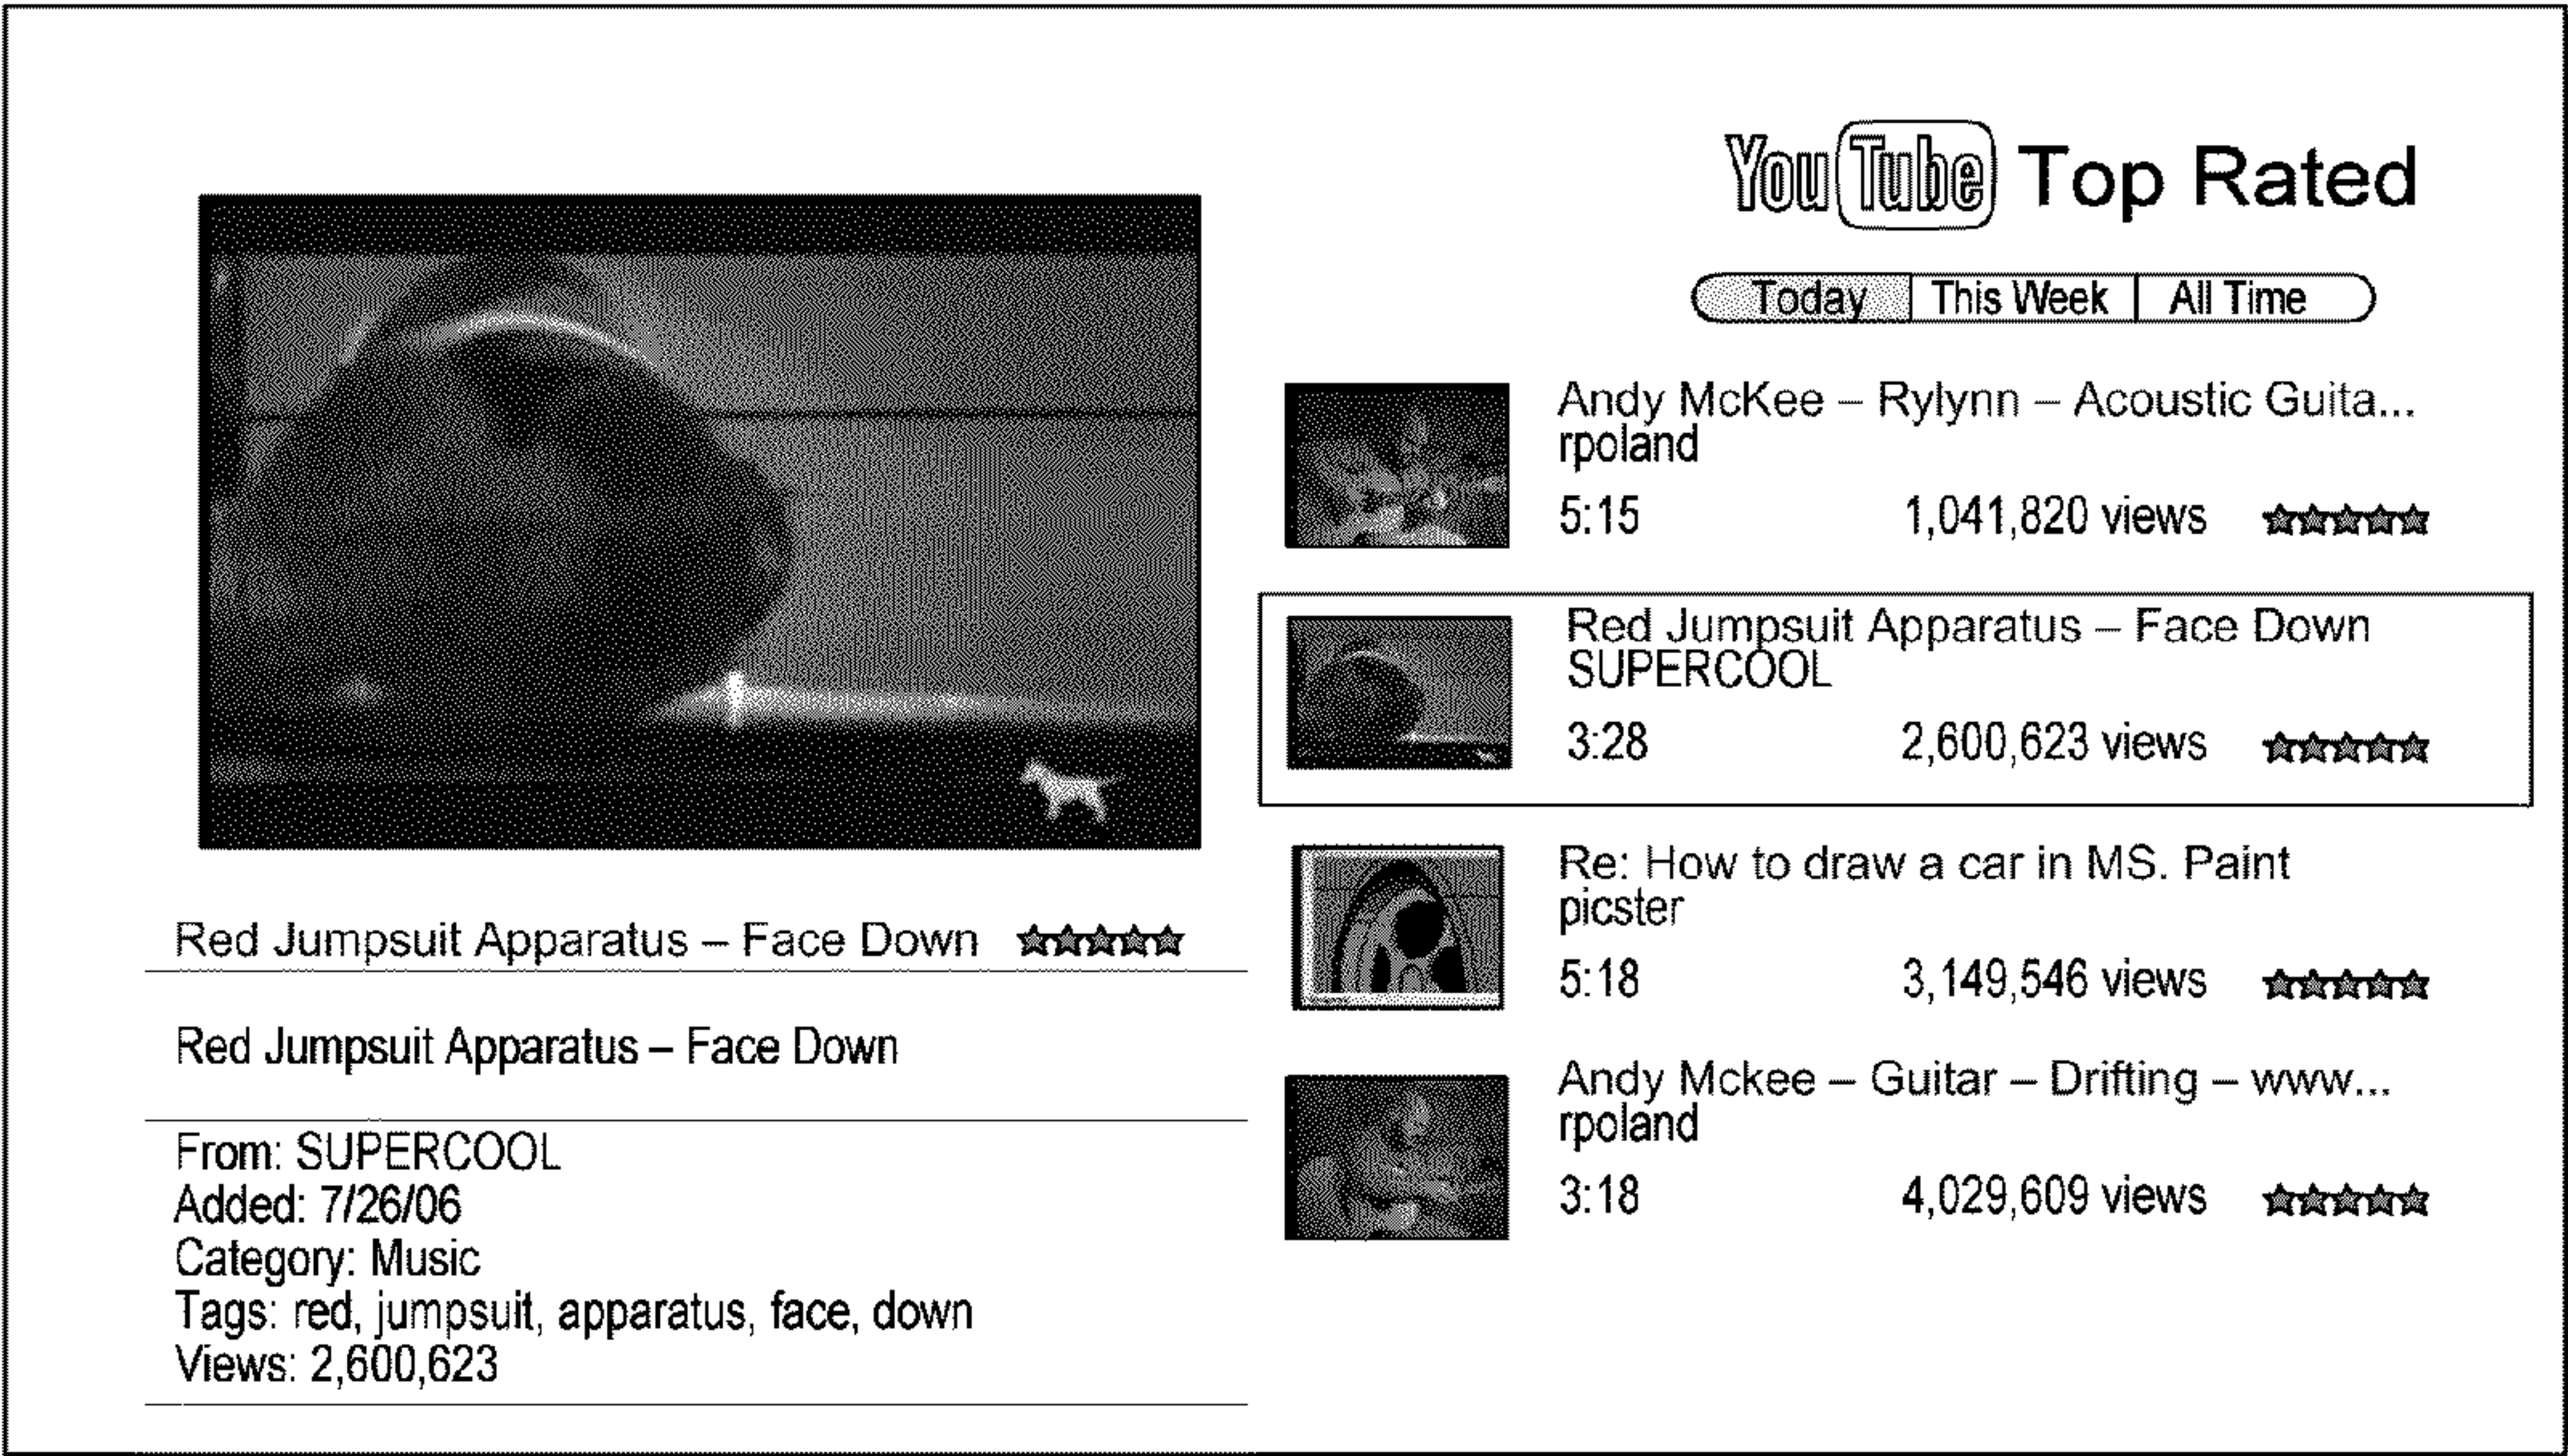 YouTube Top Rated
Today This Week All Time
Andy McKee – Rylynn – Acoustic Guita...
rpoland
5:15 1,041,820 views
Red Jumpsuit Apparatus – Face Down
SUPERCOOL
3:28 2,600,623 views
Re: How to draw a car in MS. Paint
picster
5:18 3,149,546 views
Andy Mckee – Guitar – Drifting – www...
rpoland
3:18 4,029,609 views
Red Jumpsuit Apparatus – Face Down
Red Jumpsuit Apparatus – Face Down
From: SUPERCOOL
Added: 7/26/06
Category: Music
Tags: red, jumpsuit, apparatus, face, down
Views: 2,600,623